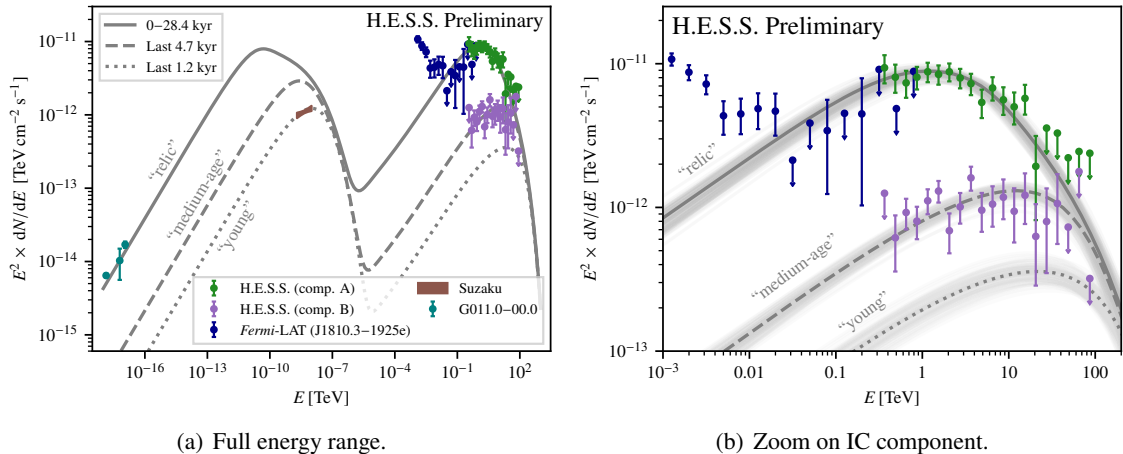 H.E.S.S. Preliminary
0−28.4 kyr
Last 4.7 kyr
Last 1.2 kyr
"relic"
"medium-age"
"young"
H.E.S.S. (comp. A)
H.E.S.S. (comp. B)
Fermi-LAT (J1810.3−1925e)
Suzaku
G011.0−00.0
10⁻¹¹
10⁻¹²
10⁻¹³
10⁻¹⁴
10⁻¹⁵
E² × dN/dE [TeV cm⁻² s⁻¹]
10⁻¹⁶ 10⁻¹³ 10⁻¹⁰ 10⁻⁷ 10⁻⁴ 10⁻¹ 10²
E [TeV]
(a) Full energy range.
H.E.S.S. Preliminary
"relic"
"medium-age"
"young"
10⁻¹¹
10⁻¹²
10⁻¹³
E² × dN/dE [TeV cm⁻² s⁻¹]
10⁻³ 0.01 0.1 1 10 100
E [TeV]
(b) Zoom on IC component.